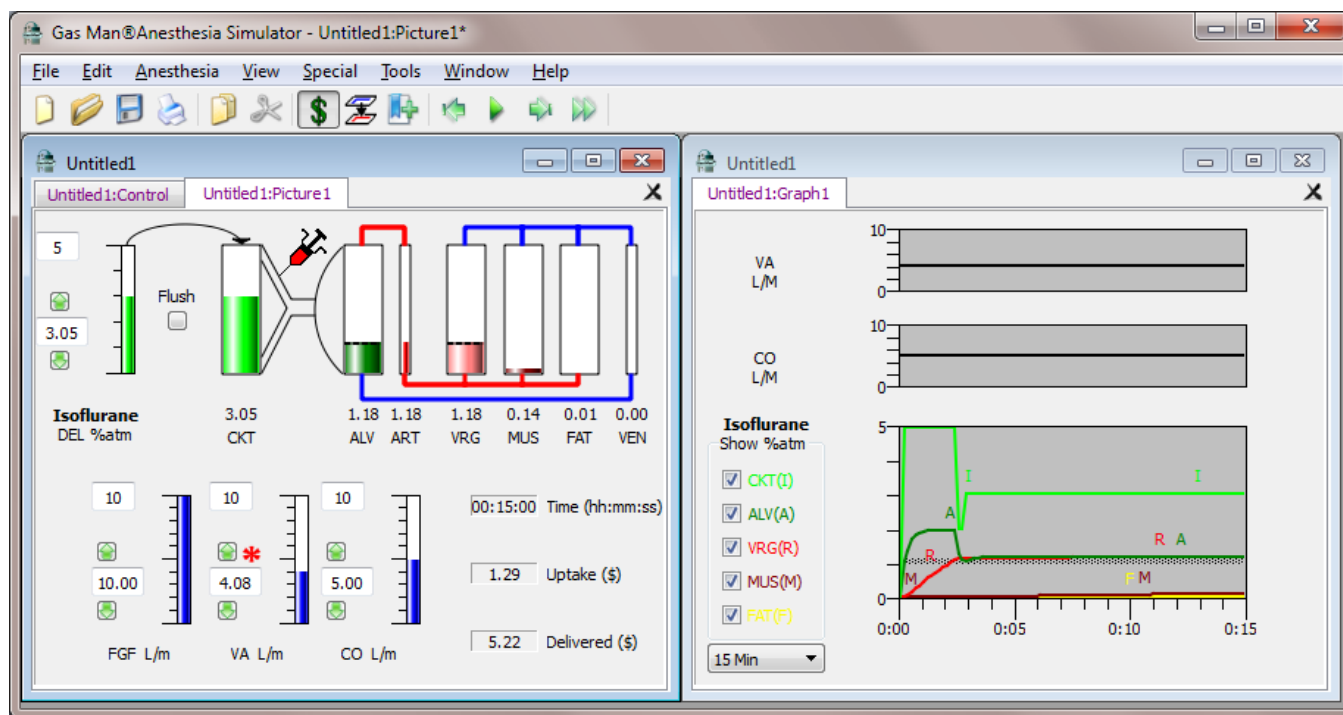 Gas Man®Anesthesia Simulator - Untitled1:Picture1*
File Edit Anesthesia View Special Tools Window Help
$
Untitled1
Untitled1:Control Untitled1:Picture1
5
Flush
3.05
Isoflurane
DEL %atm
3.05 1.18 1.18 1.18 0.14 0.01 0.00
CKT ALV ART VRG MUS FAT VEN
10 10 10
*
10.00 4.08 5.00
FGF L/m VA L/m CO L/m
00:15:00 Time (hh:mm:ss)
1.29 Uptake ($)
5.22 Delivered ($)
Untitled1
Untitled1:Graph1
10
VA
L/M
0
10
CO
L/M
0
Isoflurane
Show %atm
CKT(I)
ALV(A)
VRG(R)
MUS(M)
FAT(F)
15 Min
5
I I
A
R R A
M F M
0
0:00 0:05 0:10 0:15